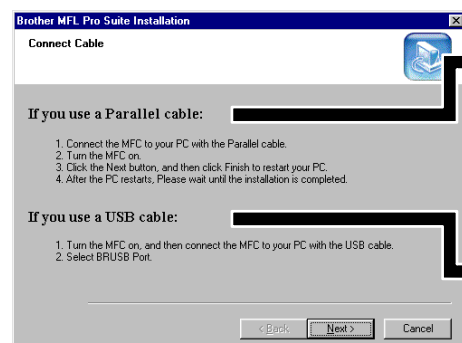 Brother MFL Pro Suite Installation
Connect Cable
If you use a Parallel cable:
1. Connect the MFC to your PC with the Parallel cable.
2. Turn the MFC on.
3. Click the Next button, and then click Finish to restart your PC.
4. After the PC restarts, Please wait until the installation is completed.
If you use a USB cable:
1. Turn the MFC on, and then connect the MFC to your PC with the USB cable.
2. Select BRUSB Port.
< Back Next > Cancel